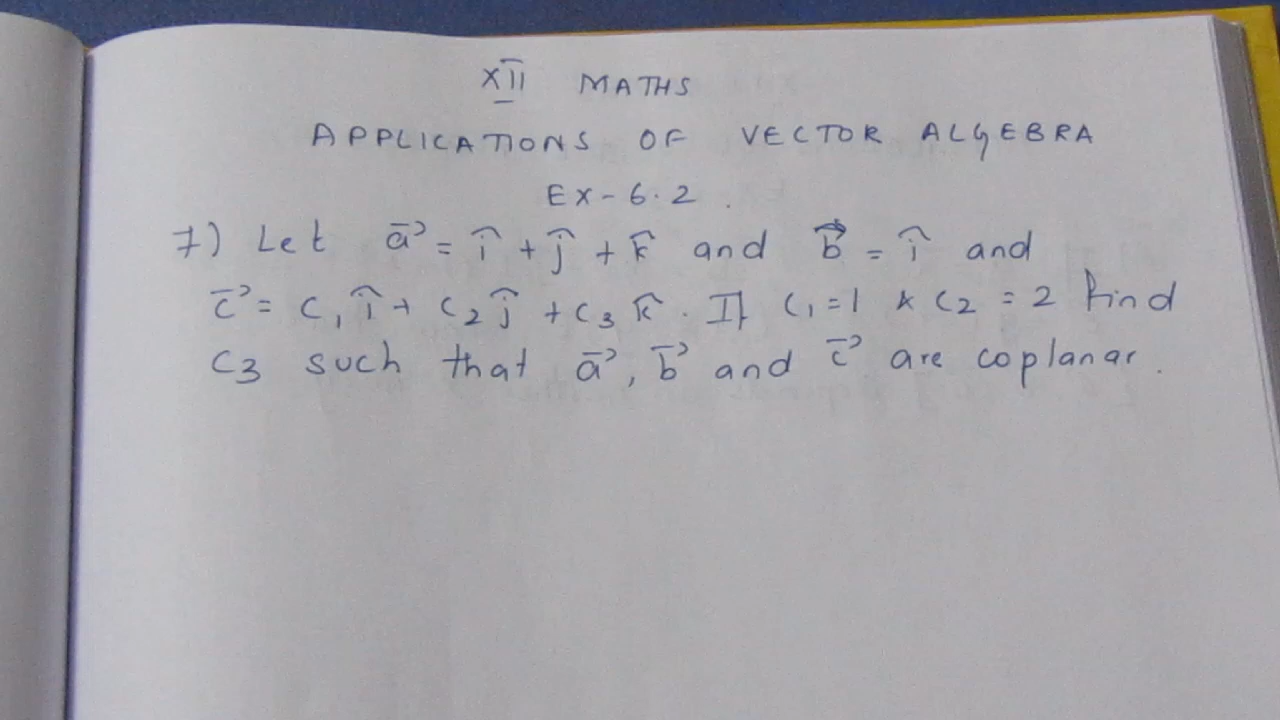 XII MATHS
APPLICATIONS OF VECTOR ALGEBRA
EX-6.2.
7) Let a⃗ = î + ĵ + k̂ and b⃗ = î and
c⃗ = c₁î + c₂ĵ + c₃k̂. If c₁=1 & c₂ = 2 find
c₃ such that a⃗, b⃗ and c⃗ are coplanar.